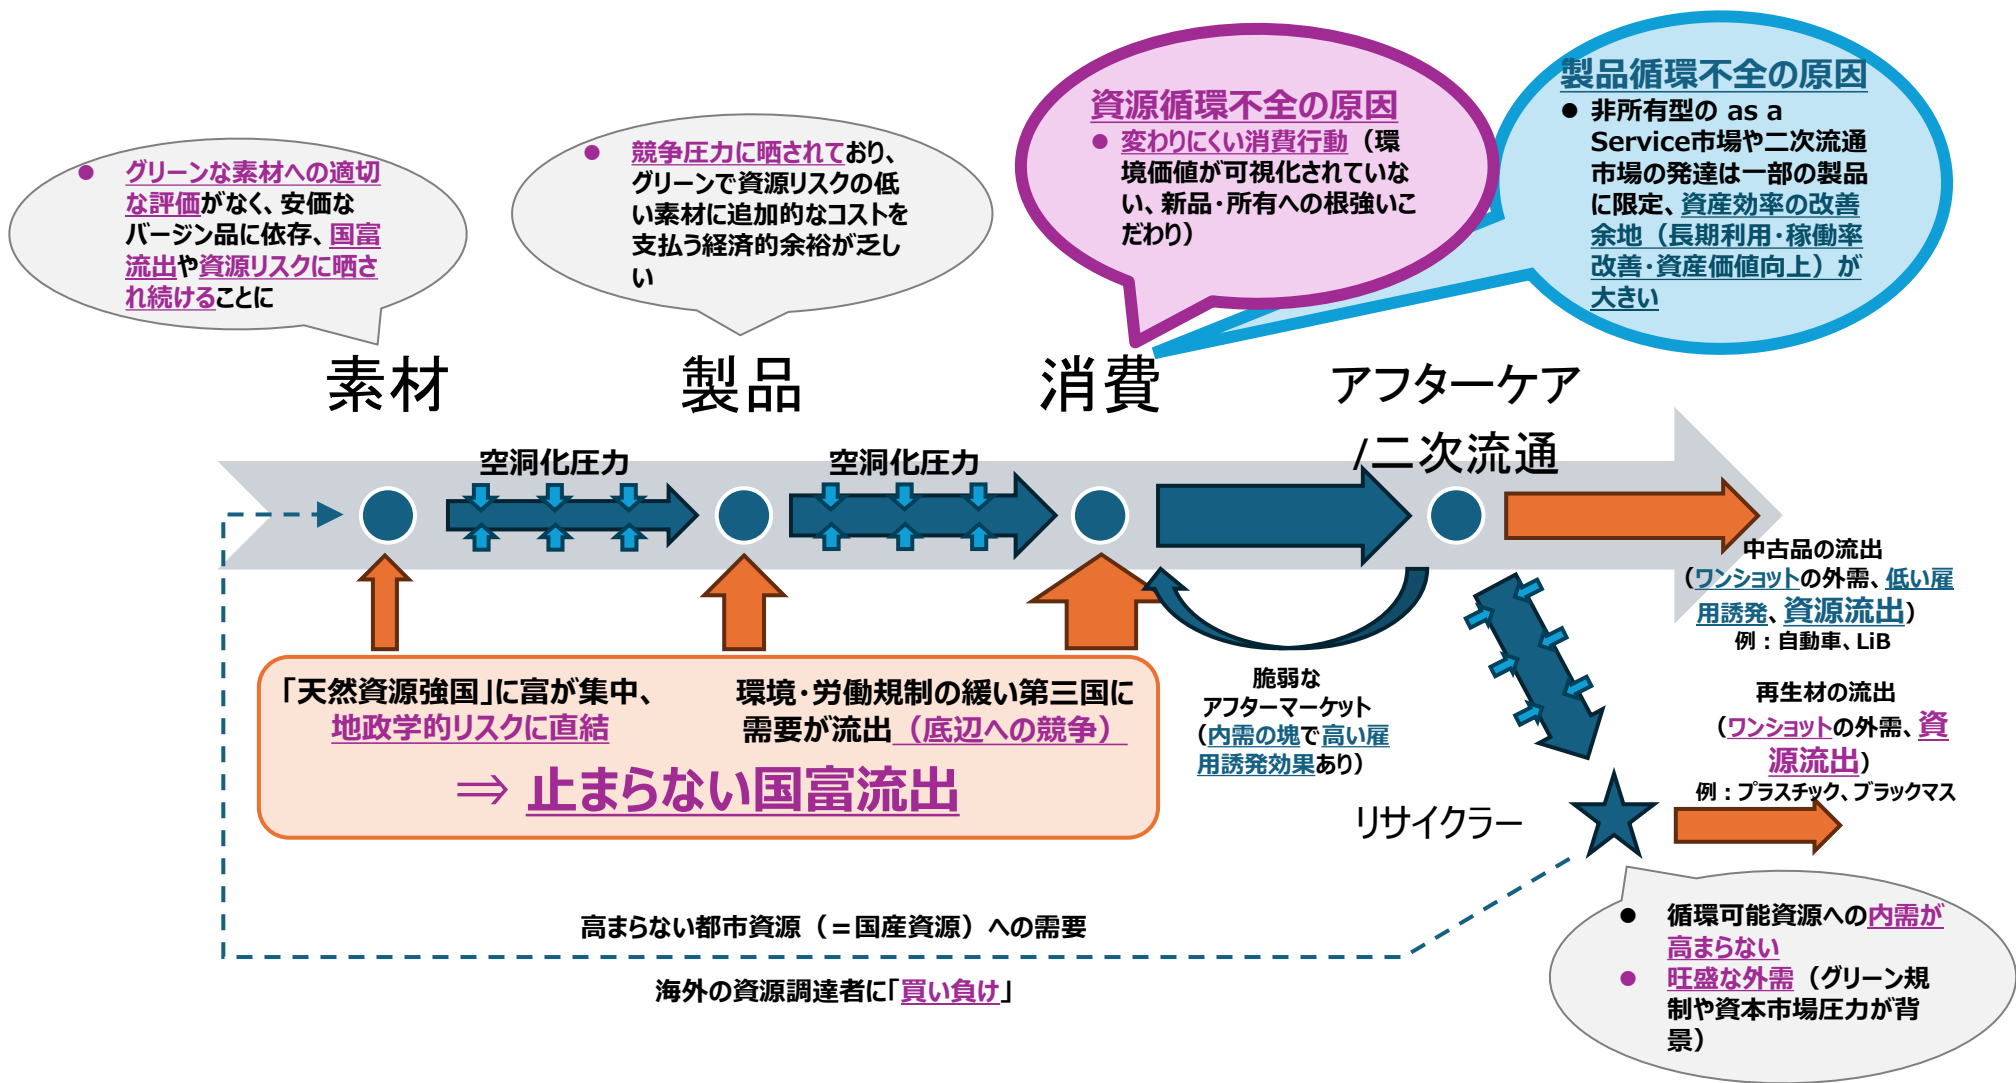 グリーンな素材への適切
な評価がなく、安価な
バージン品に依存、国富
流出や資源リスクに晒さ
れ続けることに
競争圧力に晒されており、
グリーンで資源リスクの低
い素材に追加的なコストを
支払う経済的余裕が乏し
い
資源循環不全の原因
変わりにくい消費行動（環
境価値が可視化されていな
い、新品・所有への根強いこ
だわり）
製品循環不全の原因
非所有型の as a
Service市場や二次流通
市場の発達は一部の製品
に限定、資産効率の改善
余地（長期利用・稼働率
改善・資産価値向上）が
大きい
素材
製品
消費
アフターケア
/二次流通
空洞化圧力
空洞化圧力
中古品の流出
（ワンショットの外需、低い雇
用誘発、資源流出）
例：自動車、LiB
「天然資源強国」に富が集中、
地政学的リスクに直結
環境・労働規制の緩い第三国に
需要が流出（底辺への競争）
⇒ 止まらない国富流出
脆弱な
アフターマーケット
（内需の塊で高い雇
用誘発効果あり）
再生材の流出
（ワンショットの外需、資
源流出）
例：プラスチック、ブラックマス
リサイクラー
高まらない都市資源（＝国産資源）への需要
海外の資源調達者に「買い負け」
循環可能資源への内需が
高まらない
旺盛な外需（グリーン規
制や資本市場圧力が背
景）